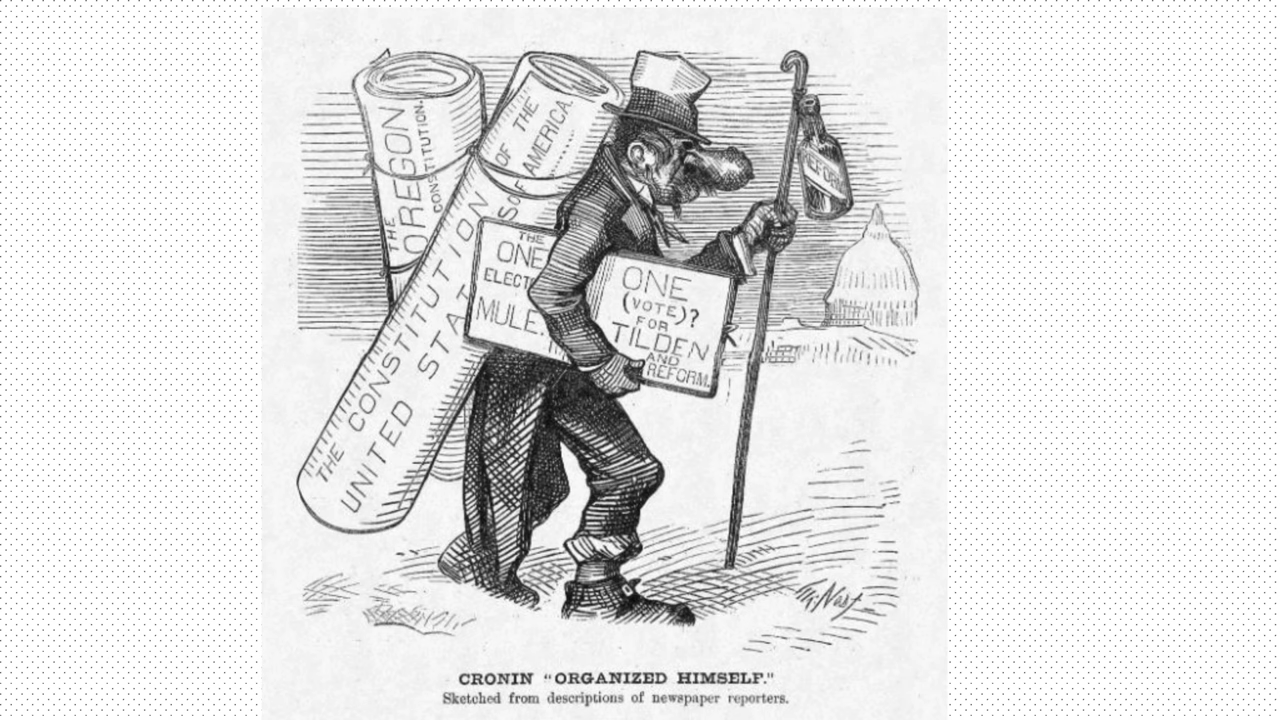 THE
OREGON
CONSTITUTION.
THE CONSTITUTION OF THE
UNITED STATES OF AMERICA.
THE
ONE
ELECT
MULE.
ONE
(VOTE)?
FOR
TILDEN
AND
REFORM.
Th. Nast
CRONIN "ORGANIZED HIMSELF."
Sketched from descriptions of newspaper reporters.